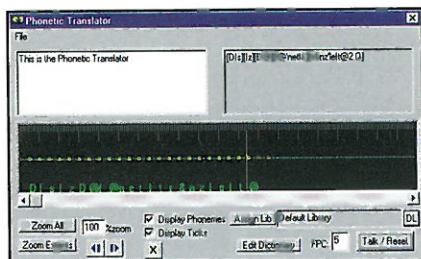 Phonetic Translator
File
This is the Phonetic Translator
Zoom All 100 %zoom Display Phonemes Assign Lib Default Library DL
Display Ticks
Zoom X Edit Dictionary FPC: 5 Talk / Reset